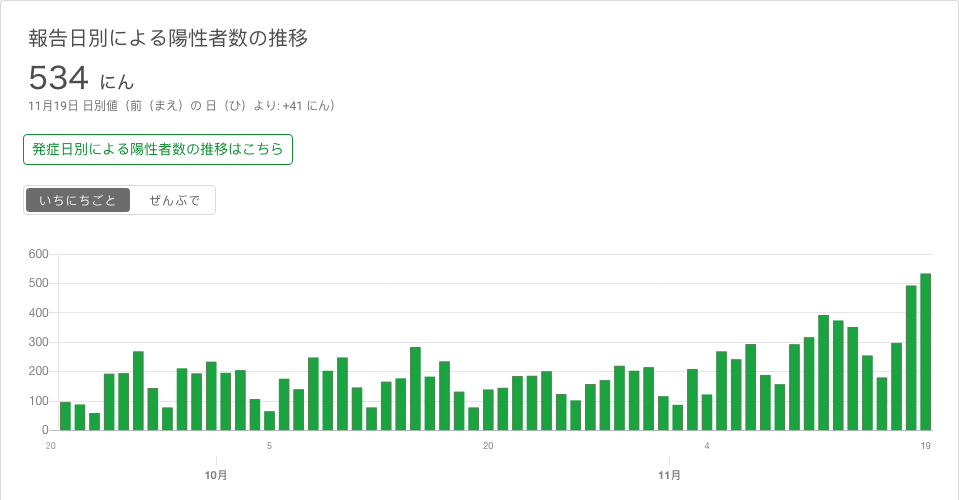 報告日別による陽性者数の推移
534 にん
11月19日 日別値（前（まえ）の 日（ひ）より: +41 にん）
発症日別による陽性者数の推移はこちら
いちにちごと ぜんぶで
600
500
400
300
200
100
0
20 5 20 4 19
10月 11月